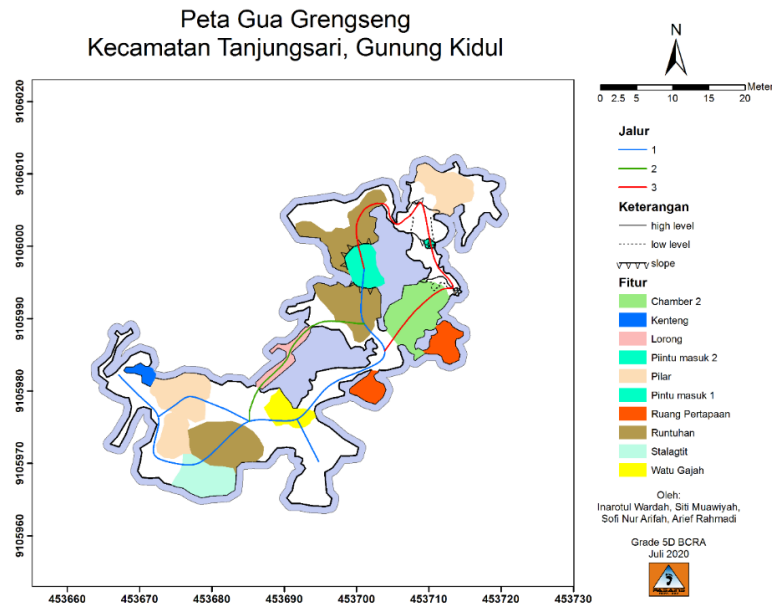 Peta Gua Grengseng
Kecamatan Tanjungsari, Gunung Kidul
N
Meter
0 2.5 5 10 15 20
Jalur
1
2
3
Keterangan
high level
low level
slope
Fitur
Chamber 2
Kenteng
Lorong
Piintu masuk 2
Pilar
Pintu masuk 1
Ruang Pertapaan
Runtuhan
Stalagtit
Watu Gajah
Oleh:
Inarotul Wardah, Siti Muawiyah,
Sofi Nur Arifah, Arief Rahmadi
Grade 5D BCRA
Juli 2020
9106020
9106010
9106000
9105990
9105980
9105970
9105960
453660 453670 453680 453690 453700 453710 453720 453730